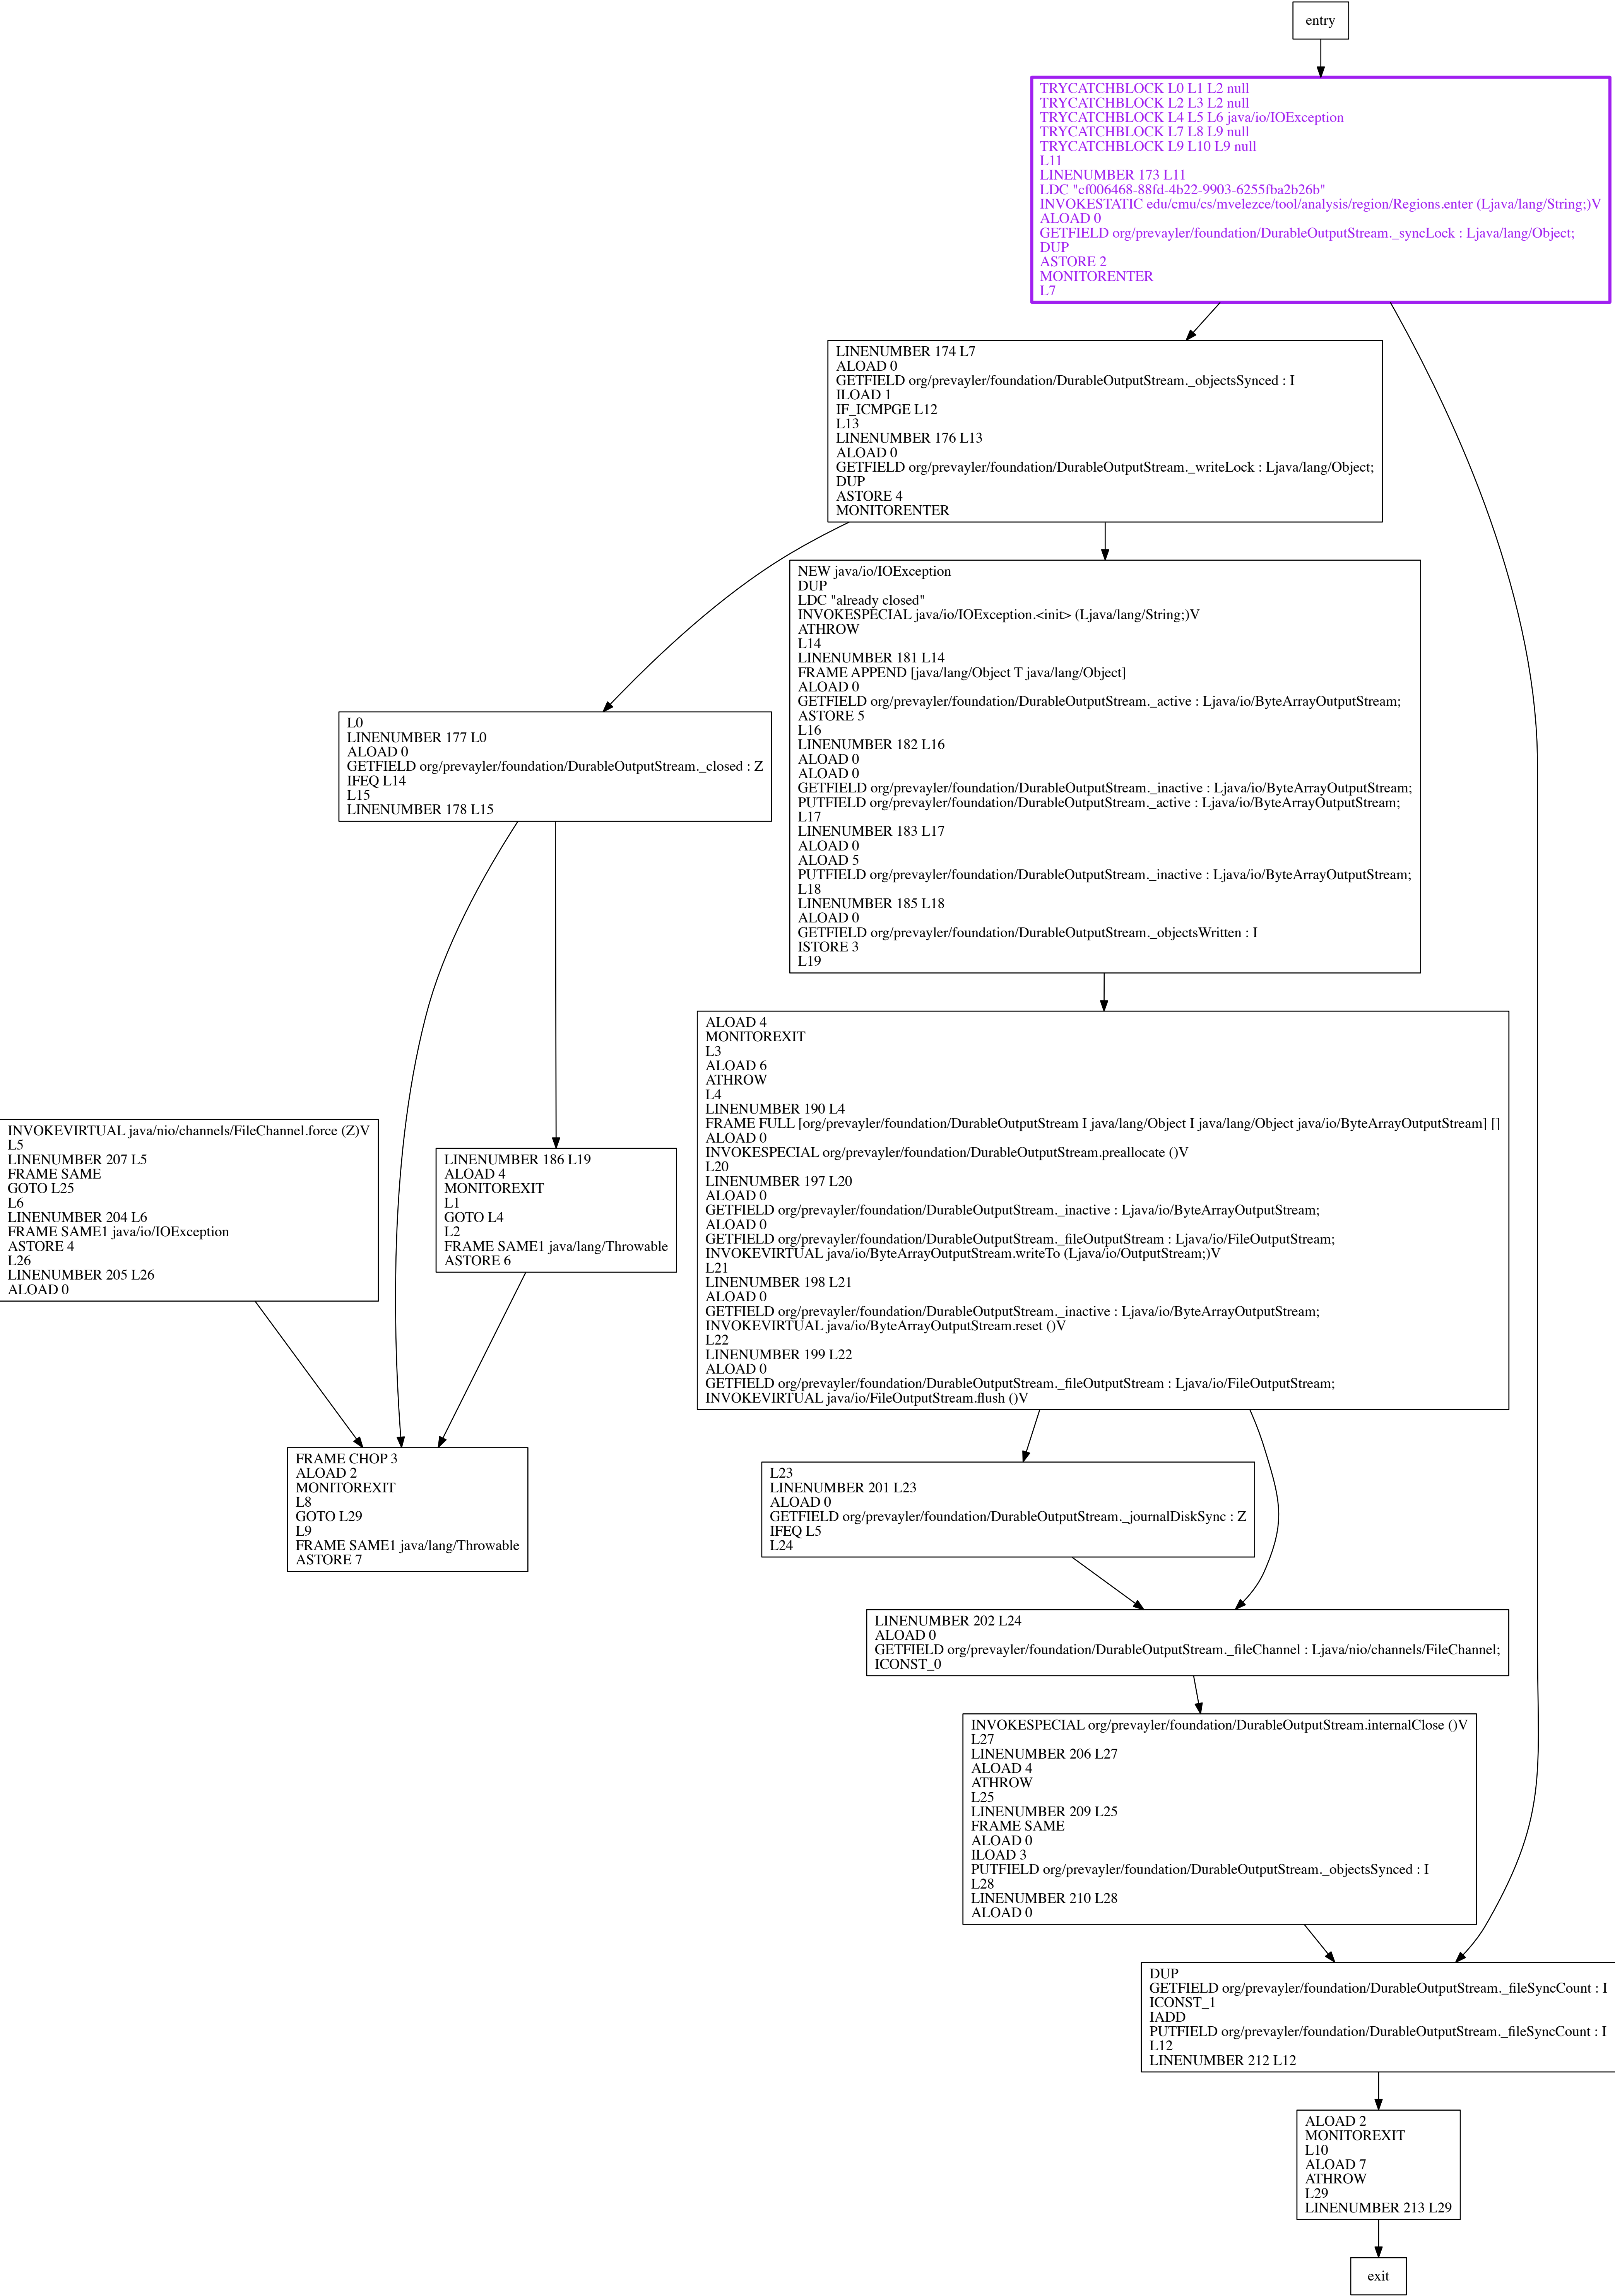 entry
TRYCATCHBLOCK L0 L1 L2 null
TRYCATCHBLOCK L2 L3 L2 null
TRYCATCHBLOCK L4 L5 L6 java/io/IOException
TRYCATCHBLOCK L7 L8 L9 null
TRYCATCHBLOCK L9 L10 L9 null
L11
LINENUMBER 173 L11
LDC "cf006468-88fd-4b22-9903-6255fba2b26b"
INVOKESTATIC edu/cmu/cs/mvelezce/tool/analysis/region/Regions.enter (Ljava/lang/String;)V
ALOAD 0
GETFIELD org/prevayler/foundation/DurableOutputStream._syncLock : Ljava/lang/Object;
DUP
ASTORE 2
MONITORENTER
L7
LINENUMBER 174 L7
ALOAD 0
GETFIELD org/prevayler/foundation/DurableOutputStream._objectsSynced : I
ILOAD 1
IF_ICMPGE L12
L13
LINENUMBER 176 L13
ALOAD 0
GETFIELD org/prevayler/foundation/DurableOutputStream._writeLock : Ljava/lang/Object;
DUP
ASTORE 4
MONITORENTER
NEW java/io/IOException
DUP
LDC "already closed"
INVOKESPECIAL java/io/IOException.<init> (Ljava/lang/String;)V
ATHROW
L14
LINENUMBER 181 L14
FRAME APPEND [java/lang/Object T java/lang/Object]
ALOAD 0
GETFIELD org/prevayler/foundation/DurableOutputStream._active : Ljava/io/ByteArrayOutputStream;
ASTORE 5
L16
LINENUMBER 182 L16
ALOAD 0
ALOAD 0
GETFIELD org/prevayler/foundation/DurableOutputStream._inactive : Ljava/io/ByteArrayOutputStream;
PUTFIELD org/prevayler/foundation/DurableOutputStream._active : Ljava/io/ByteArrayOutputStream;
L17
LINENUMBER 183 L17
ALOAD 0
ALOAD 5
PUTFIELD org/prevayler/foundation/DurableOutputStream._inactive : Ljava/io/ByteArrayOutputStream;
L18
LINENUMBER 185 L18
ALOAD 0
GETFIELD org/prevayler/foundation/DurableOutputStream._objectsWritten : I
ISTORE 3
L19
L0
LINENUMBER 177 L0
ALOAD 0
GETFIELD org/prevayler/foundation/DurableOutputStream._closed : Z
IFEQ L14
L15
LINENUMBER 178 L15
ALOAD 4
MONITOREXIT
L3
ALOAD 6
ATHROW
L4
LINENUMBER 190 L4
FRAME FULL [org/prevayler/foundation/DurableOutputStream I java/lang/Object I java/lang/Object java/io/ByteArrayOutputStream] []
ALOAD 0
INVOKESPECIAL org/prevayler/foundation/DurableOutputStream.preallocate ()V
L20
LINENUMBER 197 L20
ALOAD 0
GETFIELD org/prevayler/foundation/DurableOutputStream._inactive : Ljava/io/ByteArrayOutputStream;
ALOAD 0
GETFIELD org/prevayler/foundation/DurableOutputStream._fileOutputStream : Ljava/io/FileOutputStream;
INVOKEVIRTUAL java/io/ByteArrayOutputStream.writeTo (Ljava/io/OutputStream;)V
L21
LINENUMBER 198 L21
ALOAD 0
GETFIELD org/prevayler/foundation/DurableOutputStream._inactive : Ljava/io/ByteArrayOutputStream;
INVOKEVIRTUAL java/io/ByteArrayOutputStream.reset ()V
L22
LINENUMBER 199 L22
ALOAD 0
GETFIELD org/prevayler/foundation/DurableOutputStream._fileOutputStream : Ljava/io/FileOutputStream;
INVOKEVIRTUAL java/io/FileOutputStream.flush ()V
INVOKEVIRTUAL java/nio/channels/FileChannel.force (Z)V
L5
LINENUMBER 207 L5
FRAME SAME
GOTO L25
L6
LINENUMBER 204 L6
FRAME SAME1 java/io/IOException
ASTORE 4
L26
LINENUMBER 205 L26
ALOAD 0
LINENUMBER 186 L19
ALOAD 4
MONITOREXIT
L1
GOTO L4
L2
FRAME SAME1 java/lang/Throwable
ASTORE 6
FRAME CHOP 3
ALOAD 2
MONITOREXIT
L8
GOTO L29
L9
FRAME SAME1 java/lang/Throwable
ASTORE 7
L23
LINENUMBER 201 L23
ALOAD 0
GETFIELD org/prevayler/foundation/DurableOutputStream._journalDiskSync : Z
IFEQ L5
L24
LINENUMBER 202 L24
ALOAD 0
GETFIELD org/prevayler/foundation/DurableOutputStream._fileChannel : Ljava/nio/channels/FileChannel;
ICONST_0
INVOKESPECIAL org/prevayler/foundation/DurableOutputStream.internalClose ()V
L27
LINENUMBER 206 L27
ALOAD 4
ATHROW
L25
LINENUMBER 209 L25
FRAME SAME
ALOAD 0
ILOAD 3
PUTFIELD org/prevayler/foundation/DurableOutputStream._objectsSynced : I
L28
LINENUMBER 210 L28
ALOAD 0
DUP
GETFIELD org/prevayler/foundation/DurableOutputStream._fileSyncCount : I
ICONST_1
IADD
PUTFIELD org/prevayler/foundation/DurableOutputStream._fileSyncCount : I
L12
LINENUMBER 212 L12
ALOAD 2
MONITOREXIT
L10
ALOAD 7
ATHROW
L29
LINENUMBER 213 L29
exit